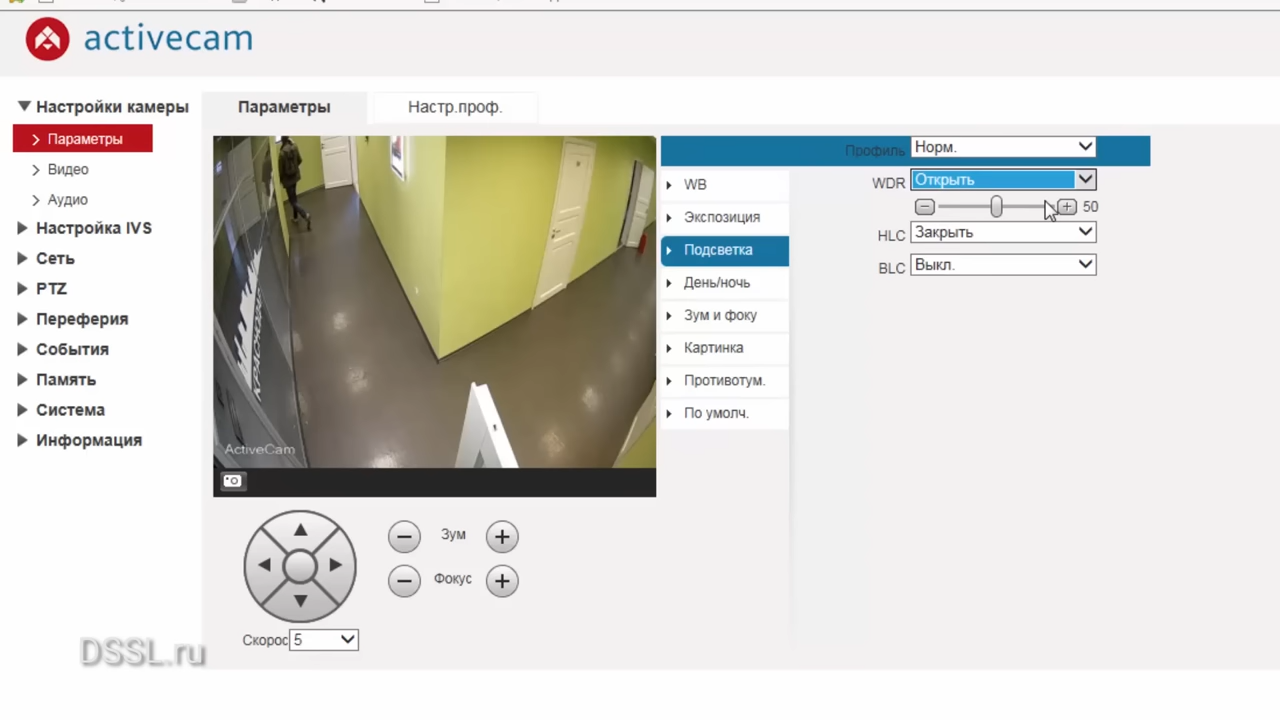 activecam
Настройки камеры
Параметры
Видео
Аудио
Настройка IVS
Сеть
PTZ
Переферия
События
Память
Система
Информация
Параметры
Настр.проф.
КРАСНОДАР
ActiveCam
Зум
Фокус
Скорос 5
WB
Экспозиция
Подсветка
День/ночь
Зум и фоку
Картинка
Противотум.
По умолч.
Профиль Норм.
WDR Открыть
50
HLC Закрыть
BLC Выкл.
DSSL.ru